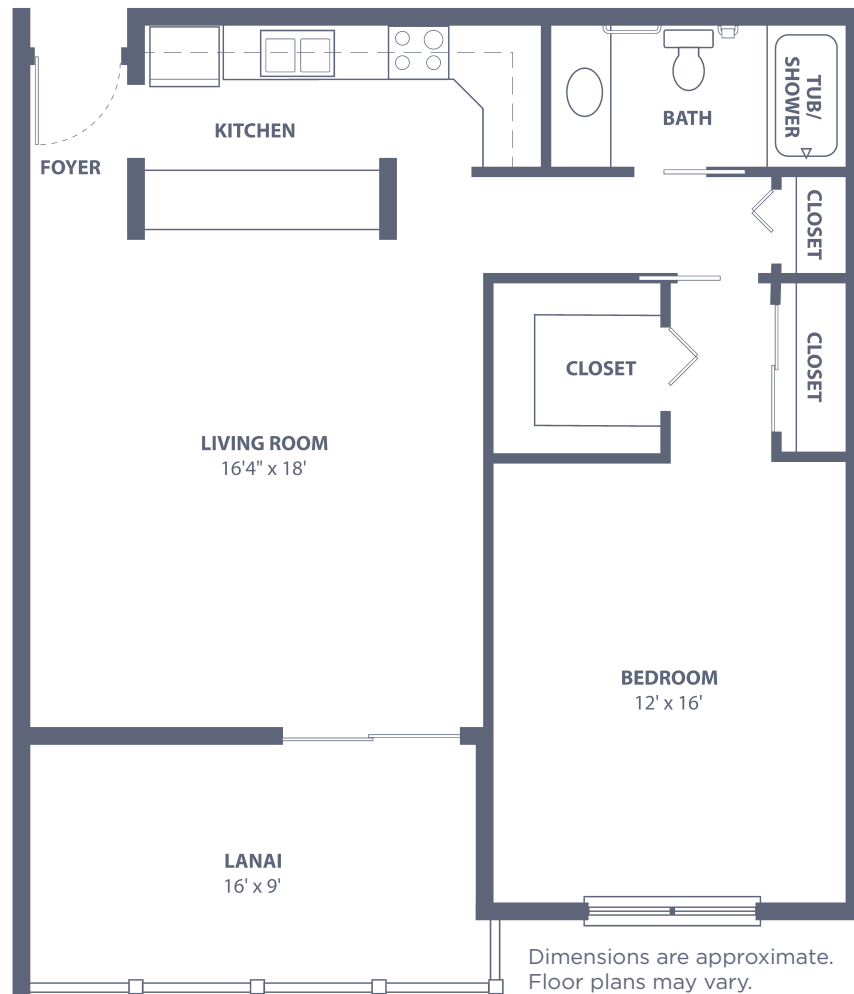 KITCHEN
FOYER
BATH
TUB/
SHOWER
CLOSET
CLOSET
CLOSET
LIVING ROOM
16'4" x 18'
BEDROOM
12' x 16'
LANAI
16' x 9'
Dimensions are approximate.
Floor plans may vary.